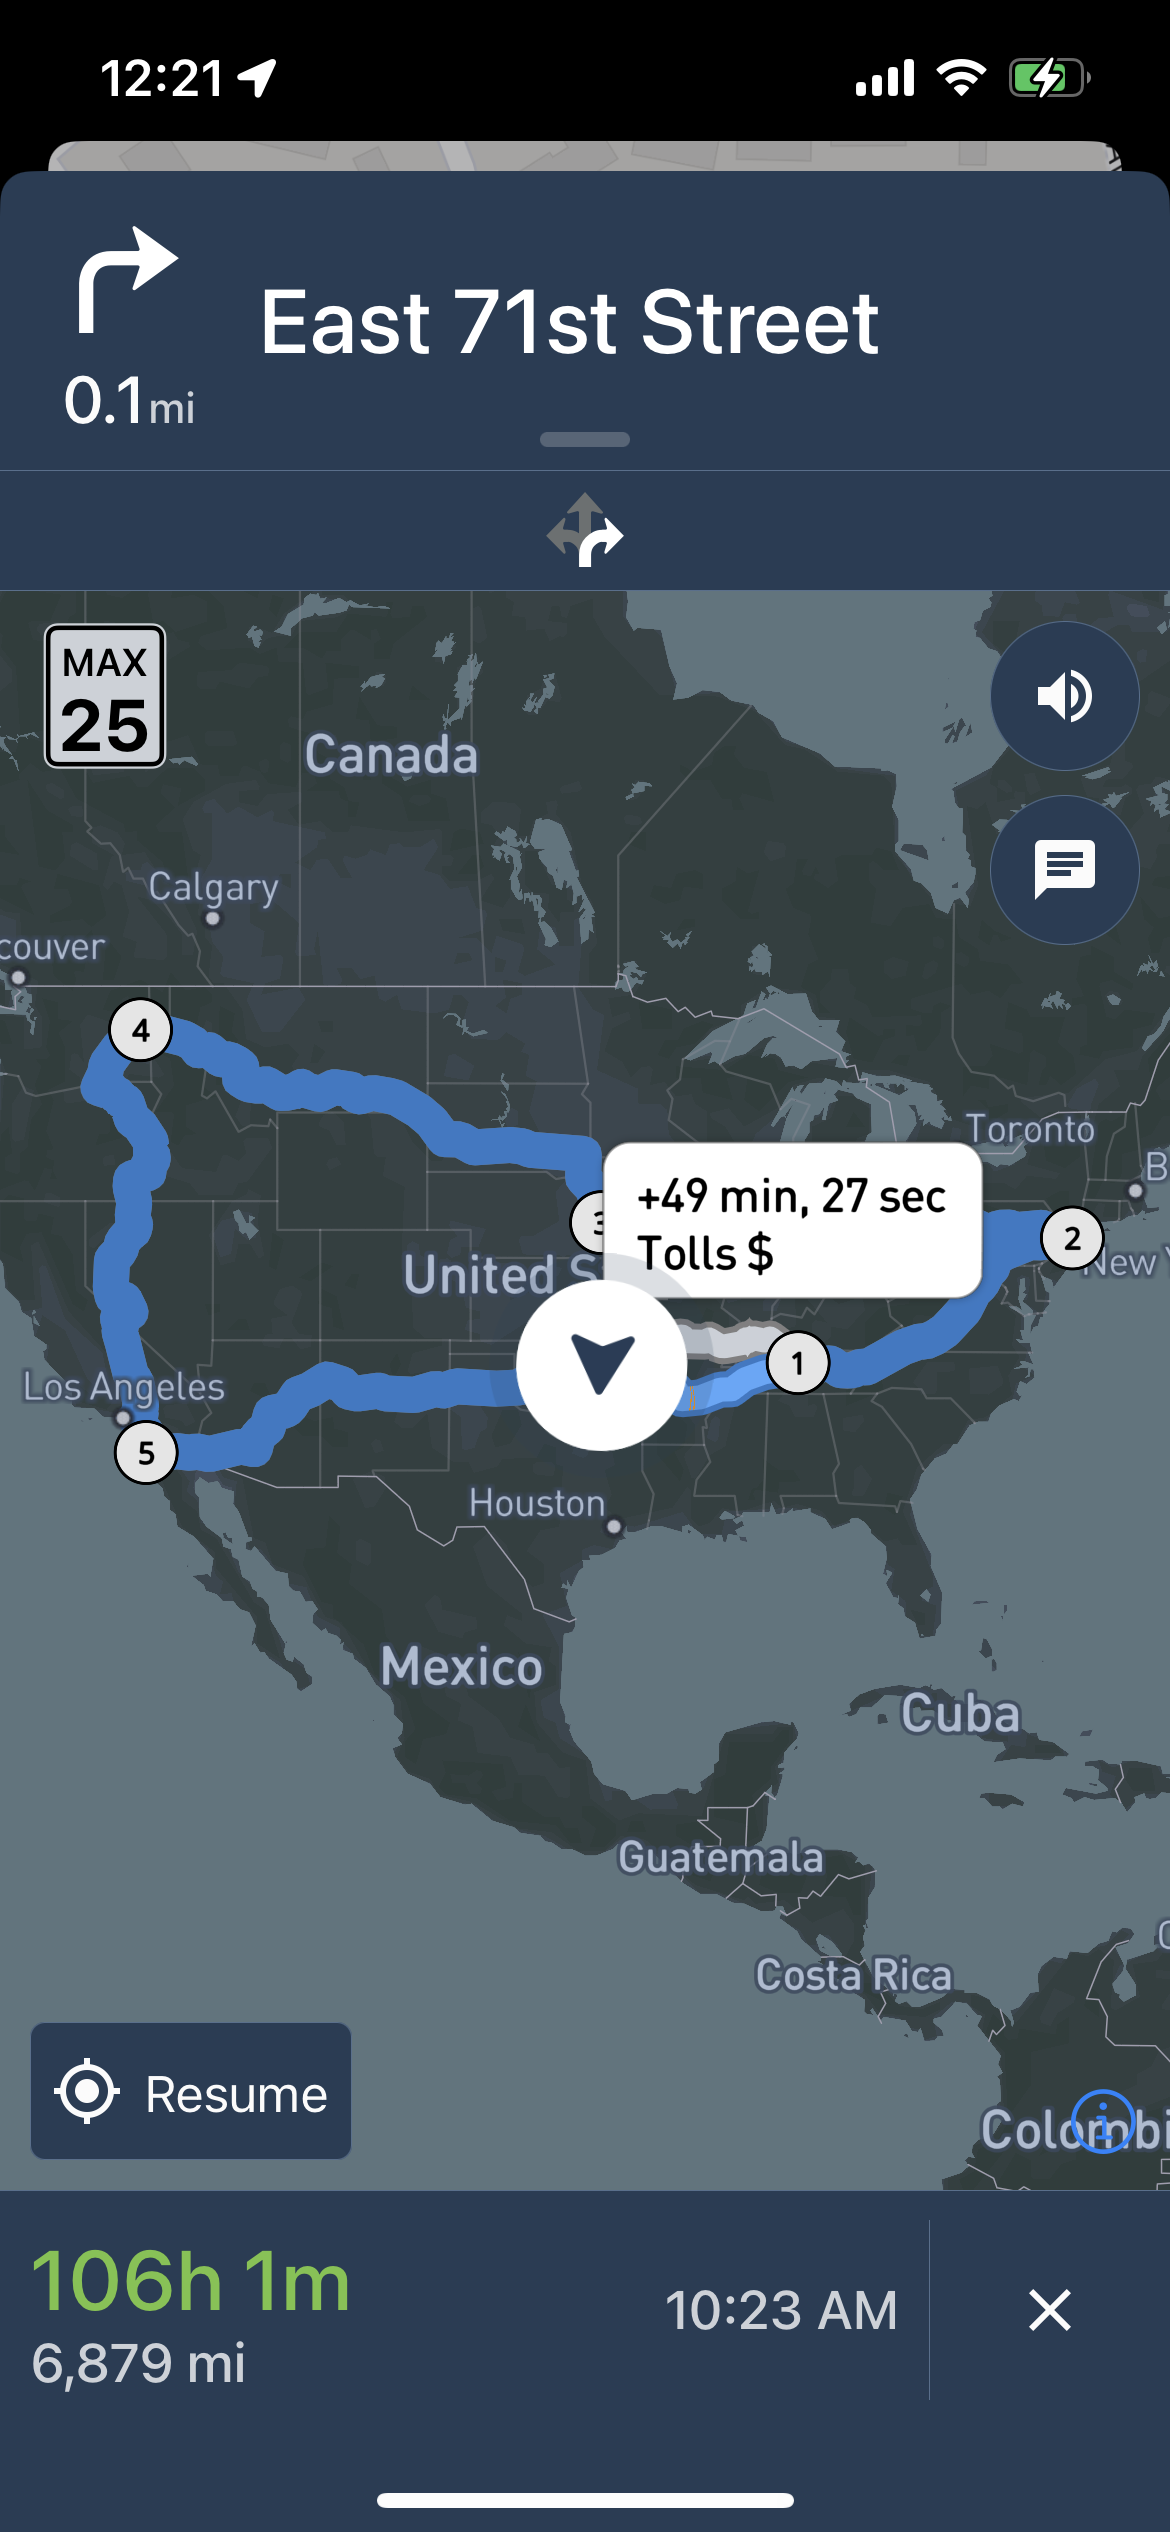 12:21
East 71st Street
0.1 mi
MAX
25
Canada
Calgary
couver
4
Toronto
B
+49 min, 27 sec
Tolls $
3
2
United S
New Y
1
Los Angeles
5
Houston
Mexico
Cuba
Guatemala
C
Costa Rica
Resume
Colombi
106h 1m
10:23 AM
6,879 mi